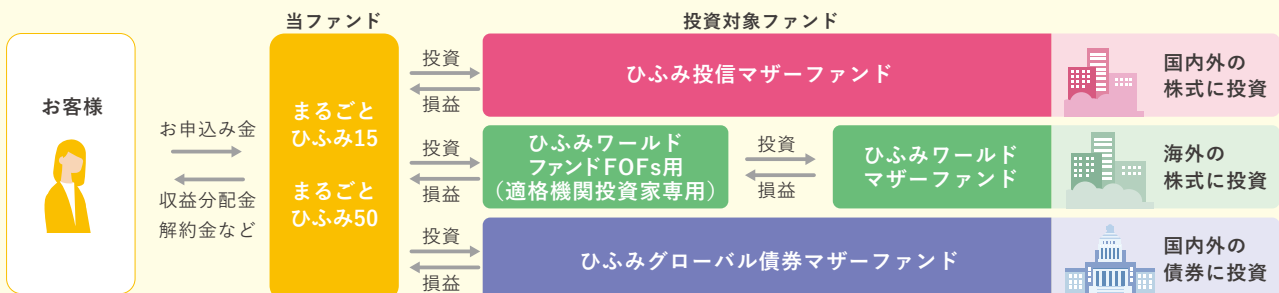 当ファンド
投資対象ファンド
お客様
お申込み金
収益分配金
解約金など
まるごと
ひふみ15
まるごと
ひふみ50
投資
損益
ひふみ投信マザーファンド
国内外の
株式に投資
投資
損益
ひふみワールド
ファンドFOFs用
(適格機関投資家専用)
投資
損益
ひふみワールド
マザーファンド
海外の
株式に投資
投資
損益
ひふみグローバル債券マザーファンド
国内外の
債券に投資